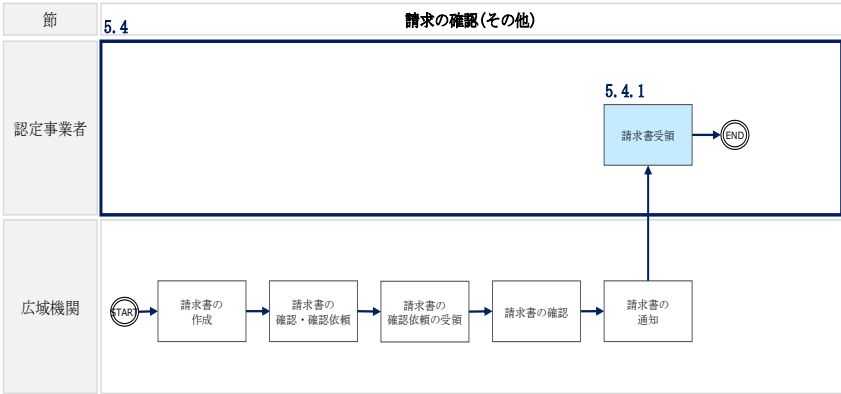 節
5.4
請求の確認(その他)
認定事業者
5.4.1
請求書受領
END
広域機関
START
請求書の
作成
請求書の
確認・確認依頼
請求書の
確認依頼の受領
請求書の確認
請求書の
通知